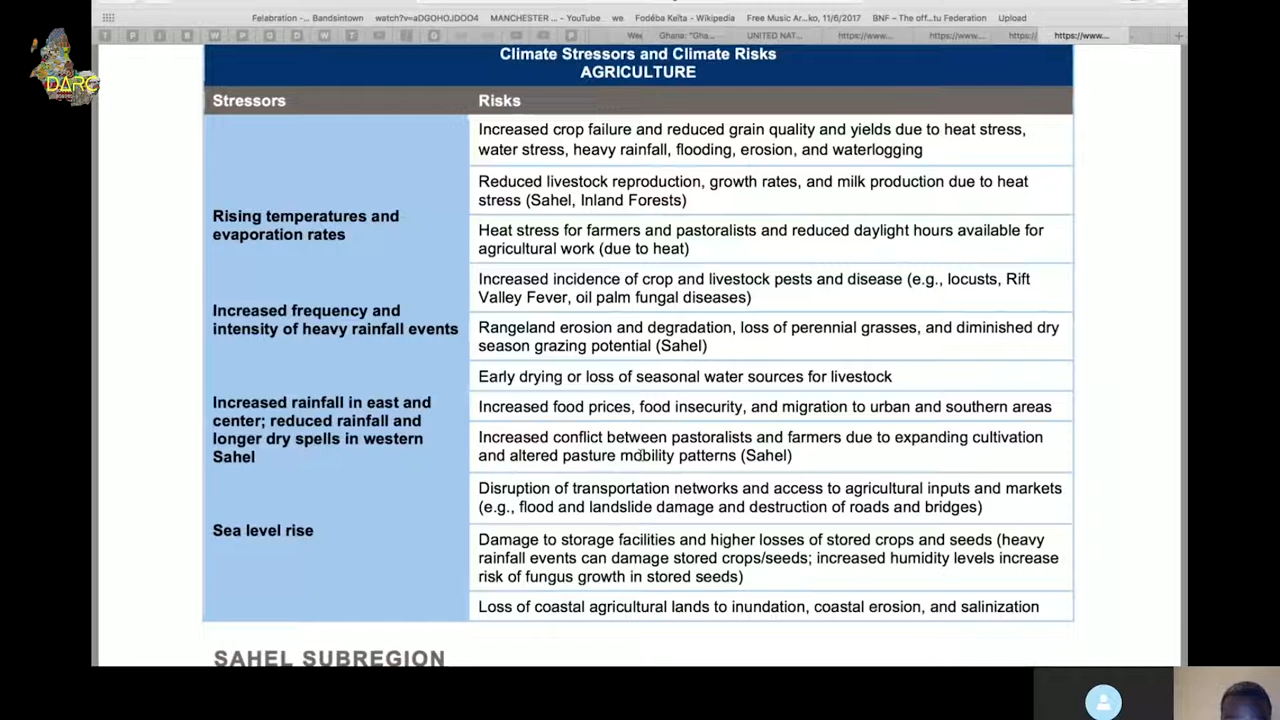 Felabration -... Bandsintown watch?v=aDGOHOJDOO4 MANCHESTER ... - YouTube we. Fodéba Keïta - Wikipedia Free Music Ar...ko, 11/6/2017 BNF – The off...tu Federation Upload
Ghana: "Gha... UNITED NAT... https://www... https://www... https:// https://www...
DARC
Climate Stressors and Climate Risks
AGRICULTURE
Stressors
Risks
Rising temperatures and
evaporation rates
Increased frequency and
intensity of heavy rainfall events
Increased rainfall in east and
center; reduced rainfall and
longer dry spells in western
Sahel
Sea level rise
Increased crop failure and reduced grain quality and yields due to heat stress,
water stress, heavy rainfall, flooding, erosion, and waterlogging
Reduced livestock reproduction, growth rates, and milk production due to heat
stress (Sahel, Inland Forests)
Heat stress for farmers and pastoralists and reduced daylight hours available for
agricultural work (due to heat)
Increased incidence of crop and livestock pests and disease (e.g., locusts, Rift
Valley Fever, oil palm fungal diseases)
Rangeland erosion and degradation, loss of perennial grasses, and diminished dry
season grazing potential (Sahel)
Early drying or loss of seasonal water sources for livestock
Increased food prices, food insecurity, and migration to urban and southern areas
Increased conflict between pastoralists and farmers due to expanding cultivation
and altered pasture mobility patterns (Sahel)
Disruption of transportation networks and access to agricultural inputs and markets
(e.g., flood and landslide damage and destruction of roads and bridges)
Damage to storage facilities and higher losses of stored crops and seeds (heavy
rainfall events can damage stored crops/seeds; increased humidity levels increase
risk of fungus growth in stored seeds)
Loss of coastal agricultural lands to inundation, coastal erosion, and salinization
SAHEL SUBREGION